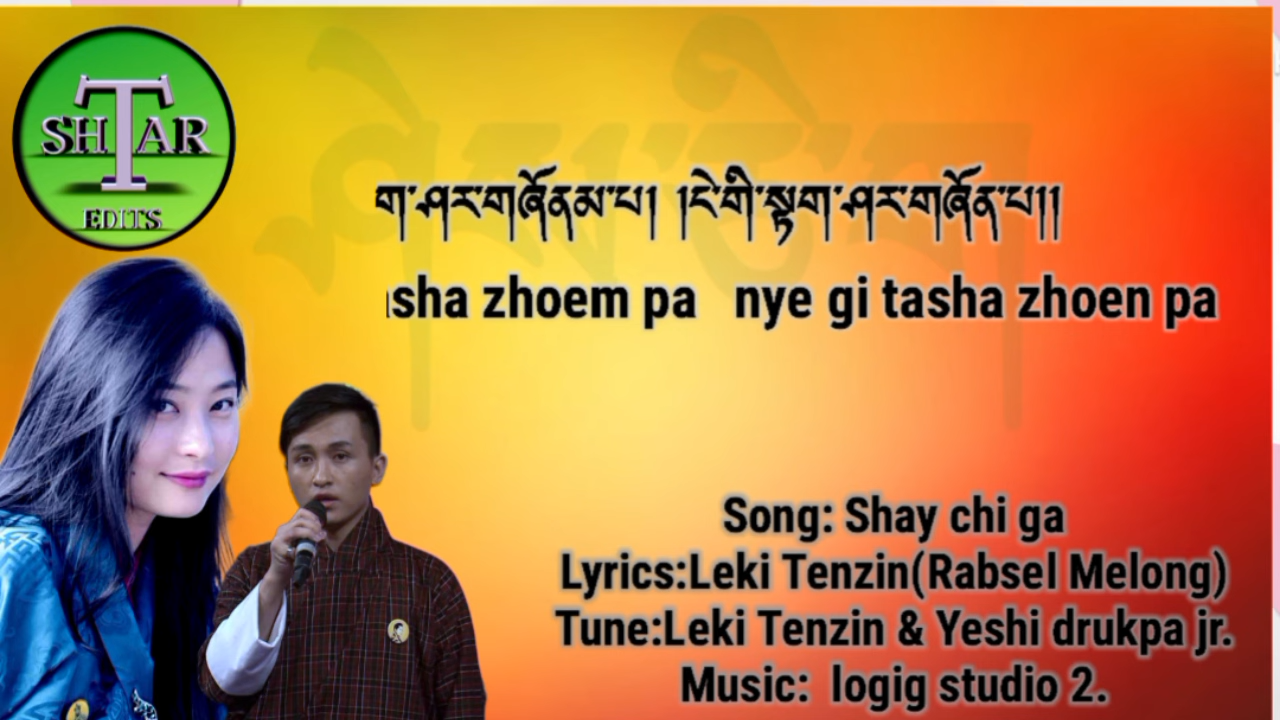 SHTAR
EDITS
ག་ཤར་གཞོནམ་པ། །ངེ་གི་སྟག་ཤར་གཞོན་པ།།
sha zhoem pa nye gi tasha zhoen pa
Song: Shay chi ga
Lyrics:Leki Tenzin(Rabsel Melong)
Tune:Leki Tenzin & Yeshi drukpa jr.
Music: logig studio 2.